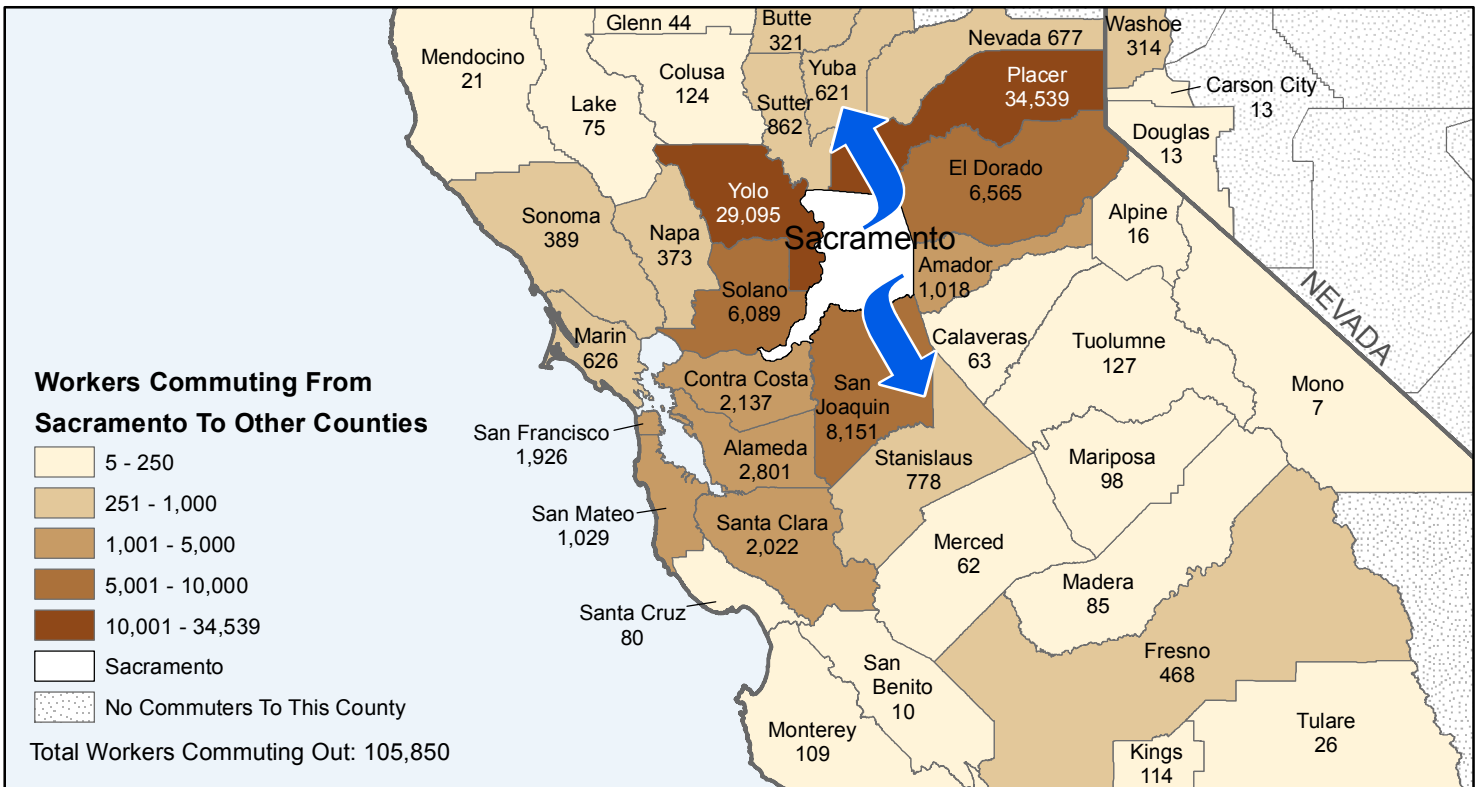 Glenn 44
Butte
321
Nevada 677
Washoe
314
Mendocino
21
Colusa
124
Yuba
621
Placer
34,539
Carson City
13
Lake
75
Sutter
862
Douglas
13
El Dorado
6,565
Yolo
29,095
Sonoma
389
Napa
373
Sacramento
Alpine
16
Amador
1,018
Solano
6,089
NEVADA
Marin
626
Calaveras
63
Tuolumne
127
Contra Costa
2,137
San
Joaquin
8,151
Mono
7
San Francisco
1,926
Alameda
2,801
Stanislaus
778
Mariposa
98
San Mateo
1,029
Santa Clara
2,022
Merced
62
Madera
85
Santa Cruz
80
Fresno
468
San
Benito
10
Monterey
109
Tulare
26
Kings
114
Workers Commuting From
Sacramento To Other Counties
5 - 250
251 - 1,000
1,001 - 5,000
5,001 - 10,000
10,001 - 34,539
Sacramento
No Commuters To This County
Total Workers Commuting Out: 105,850